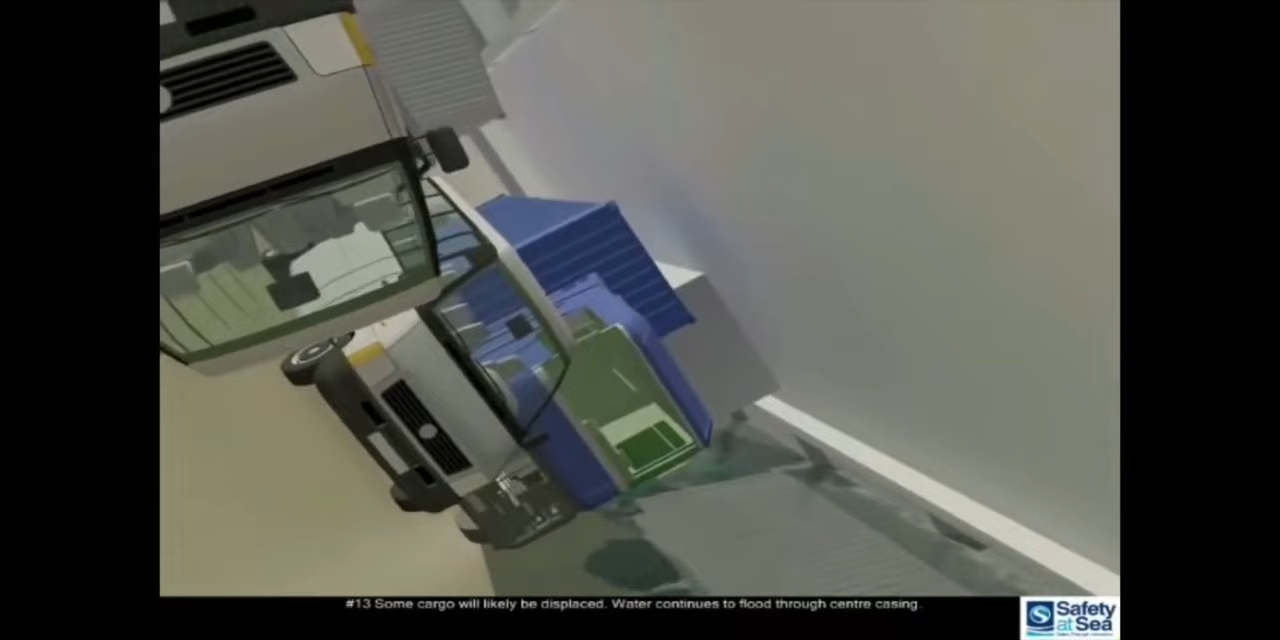 #13 Some cargo will likely be displaced. Water continues to flood through centre casing.
Safety
at Sea